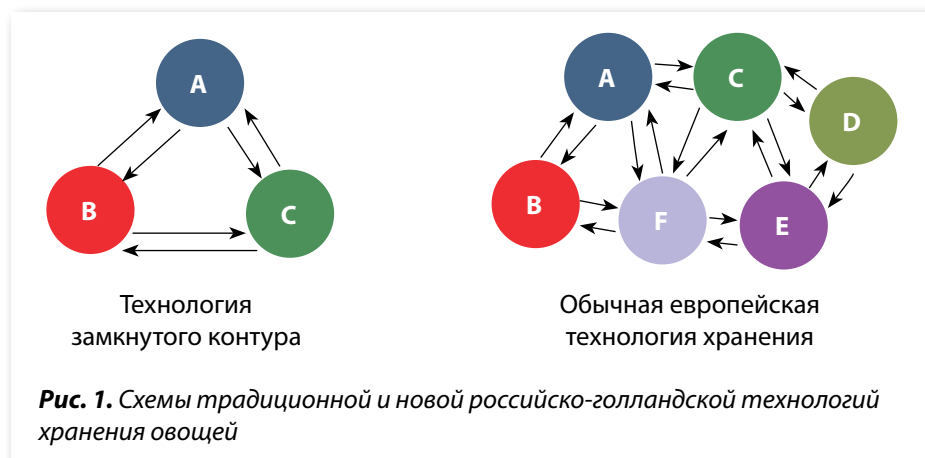 A
B
C
Технология
замкнутого контура
A
C
D
B
F
E
Обычная европейская
технология хранения
Рис. 1. Схемы традиционной и новой российско-голландской технологий
хранения овощей